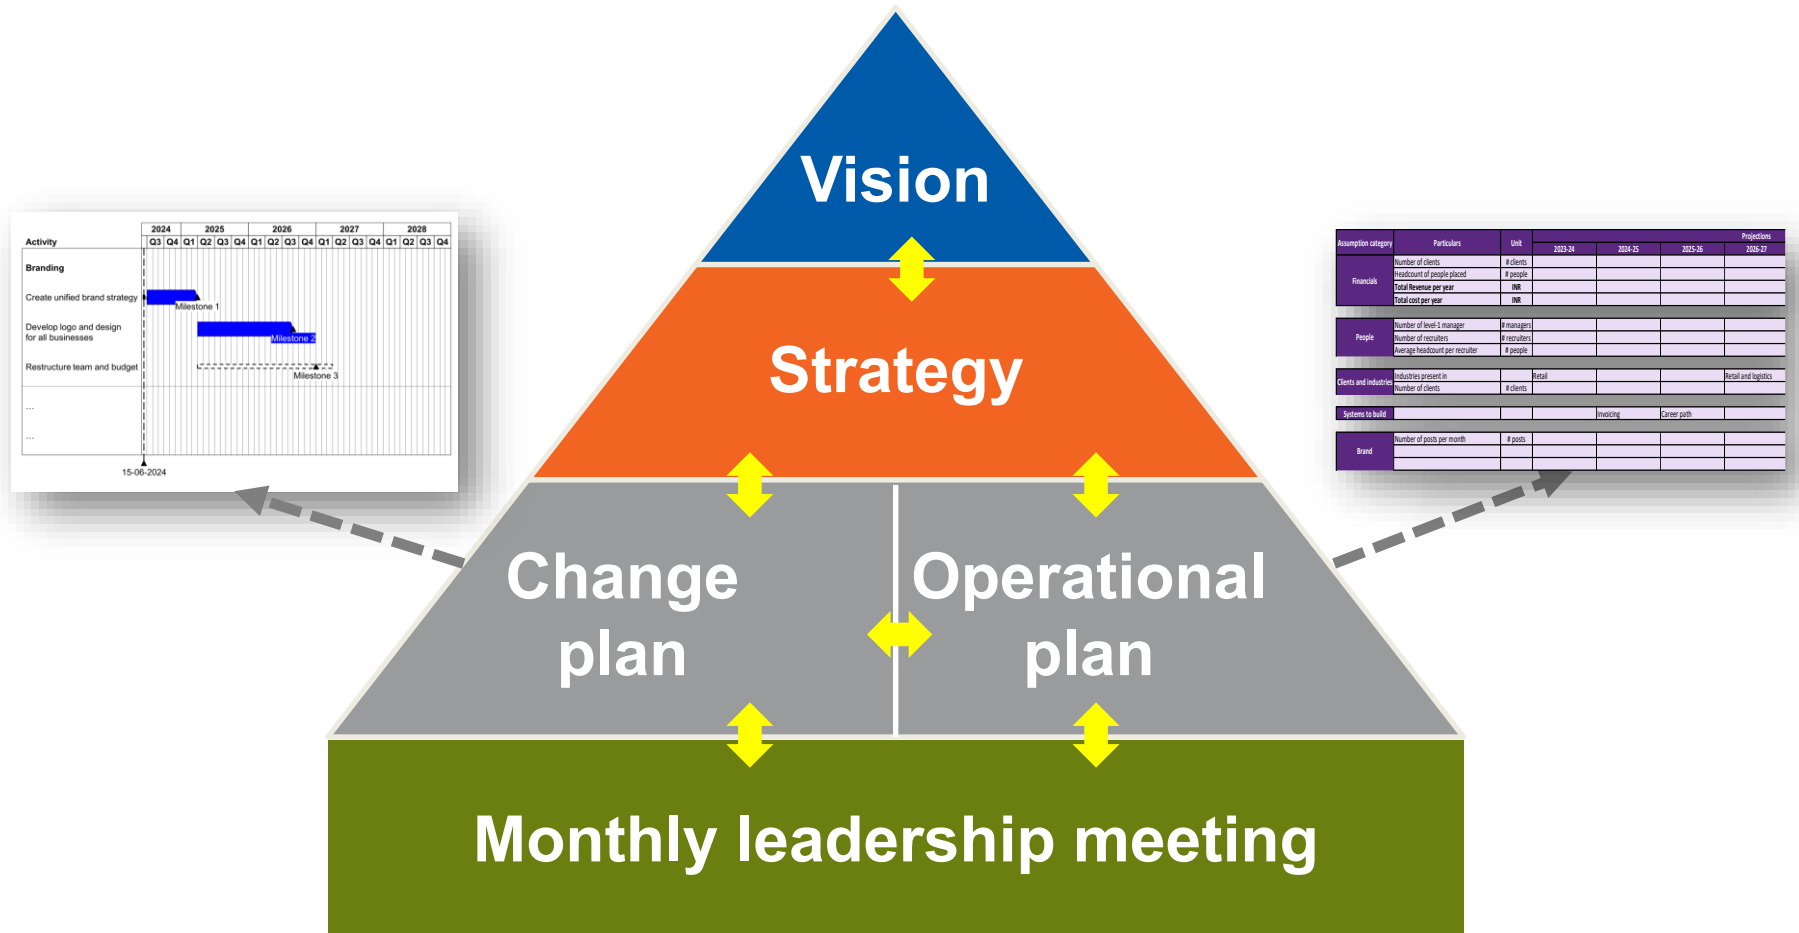 Vision
Strategy
Change
plan
Operational
plan
Monthly leadership meeting
2024 2025 2026 2027 2028
Activity Q3 Q4 Q1 Q2 Q3 Q4 Q1 Q2 Q3 Q4 Q1 Q2 Q3 Q4 Q1 Q2 Q3 Q4
Branding
Create unified brand strategy
Milestone 1
Develop logo and design
for all businesses
Milestone 2
Restructure team and budget
Milestone 3
...
...
15-06-2024
Assumption category Particulars Unit Projections
2023-24 2024-25 2025-26 2026-27
Financials
Number of clients # clients
Headcount of people placed # people
Total Revenue per year INR
Total cost per year INR
People
Number of level-1 manager # managers
Number of recruiters # recruiters
Average headcount per recruiter # people
Clients and industries
Industries present in Retail Retail and logistics
Number of clients # clients
Systems to build Invoicing Career path
Brand
Number of posts per month # posts